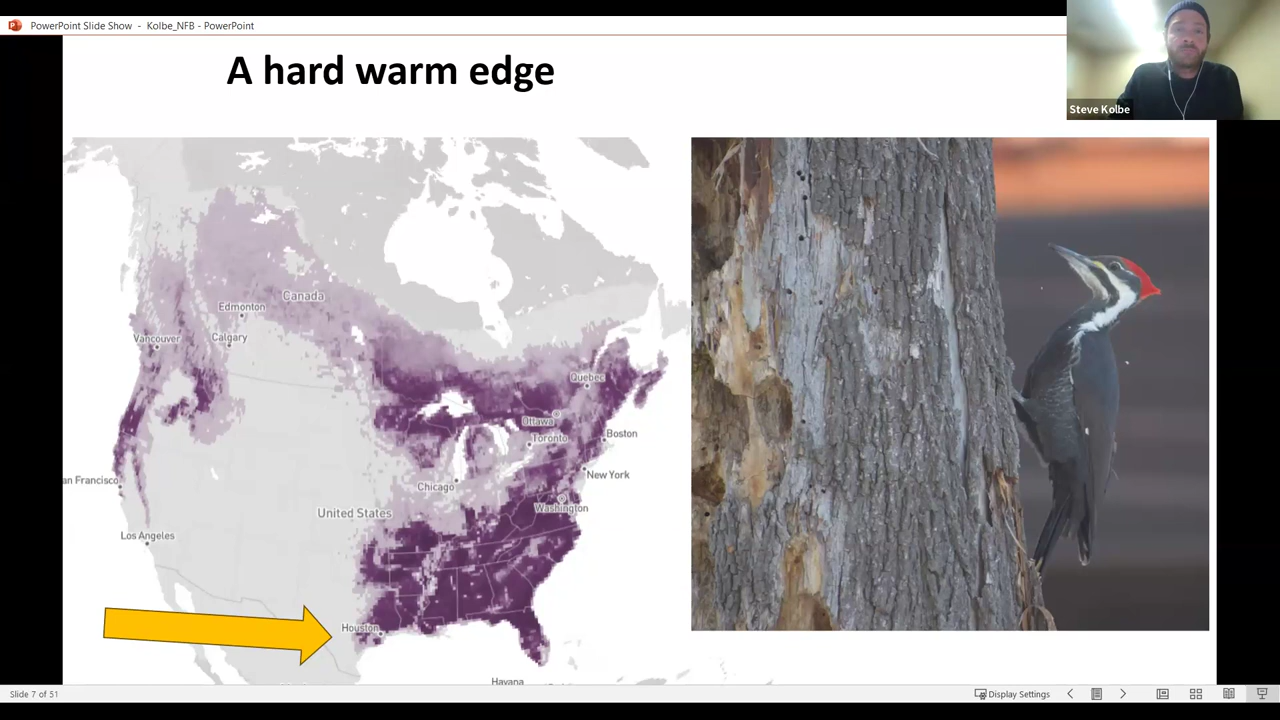 PowerPoint Slide Show - Kolbe_NFB - PowerPoint
A hard warm edge
Steve Kolbe
Canada
Edmonton
Vancouver
Calgary
Quebec
Ottawa
Toronto
Boston
an Francisco
Chicago
New York
United States
Washington
Los Angeles
Houston
Havana
Slide 7 of 51
Display Settings